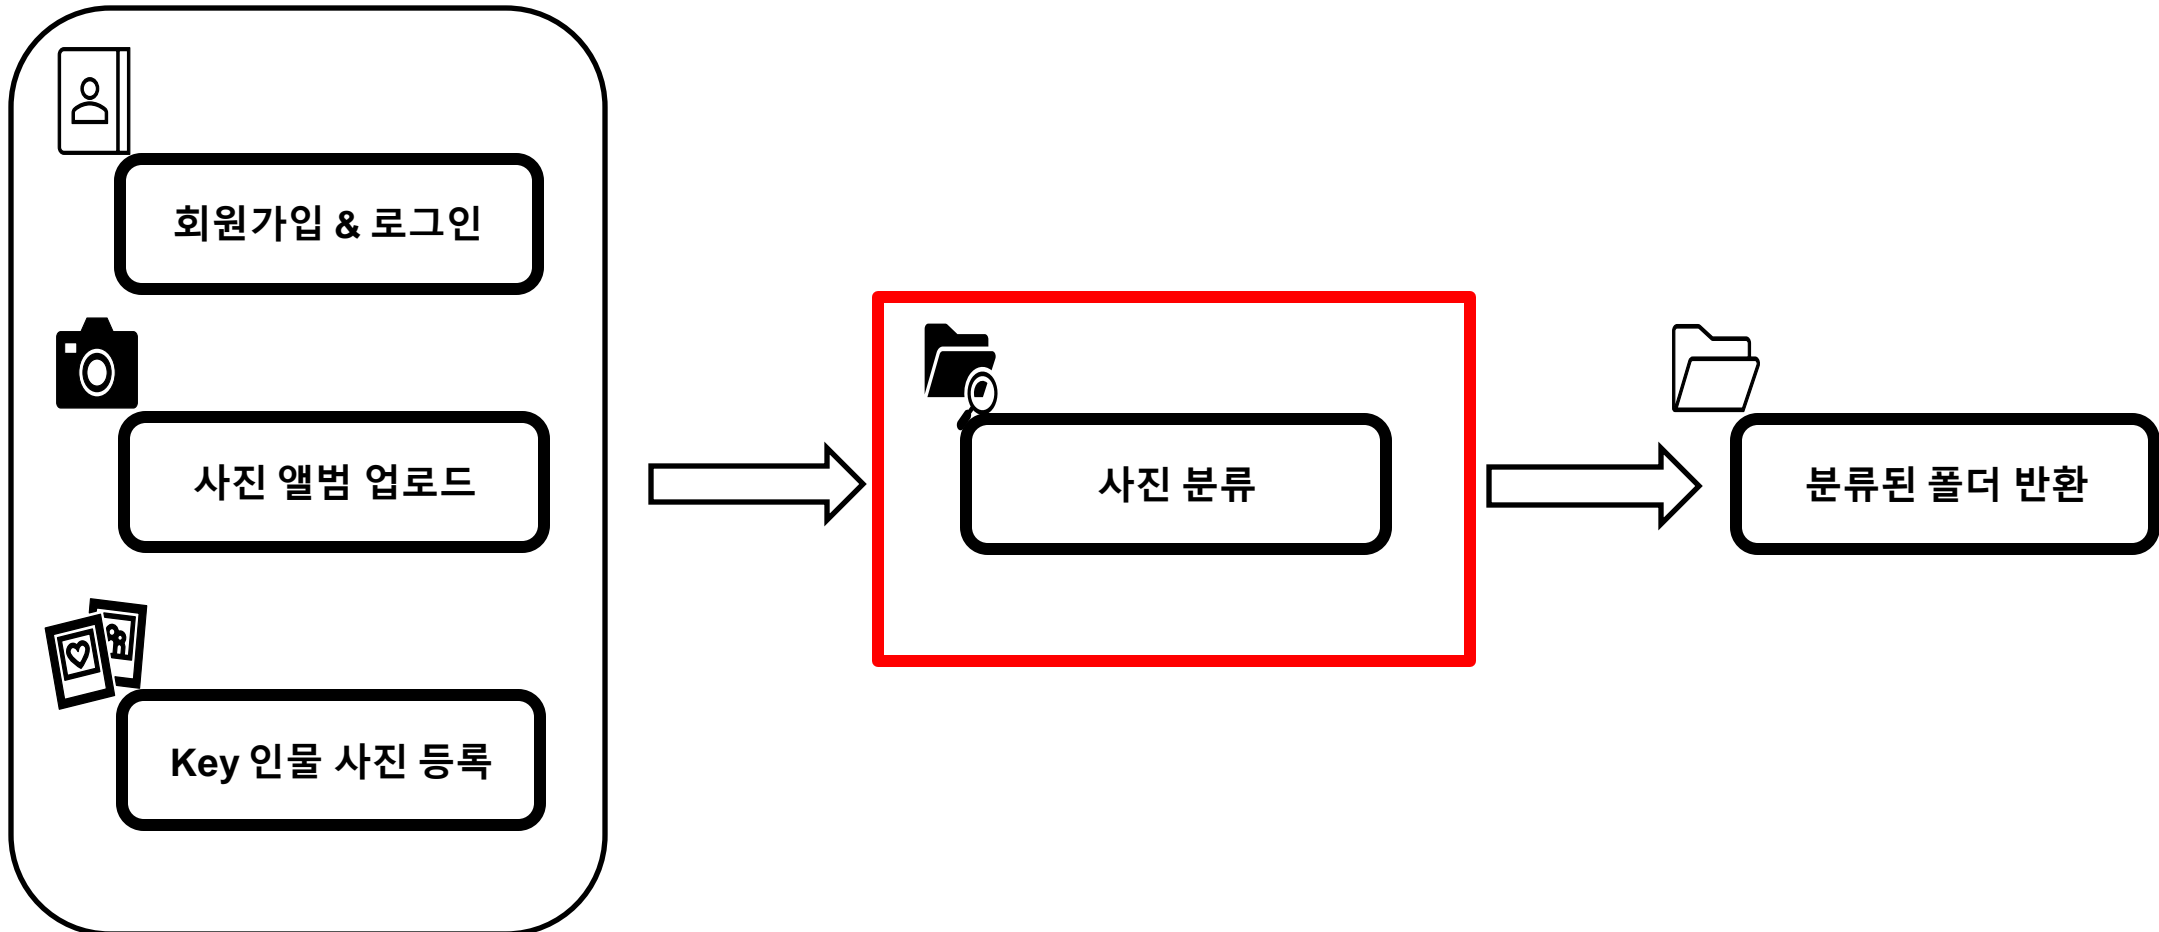 회원가입 & 로그인
사진 앨범 업로드
Key 인물 사진 등록
사진 분류
분류된 폴더 반환